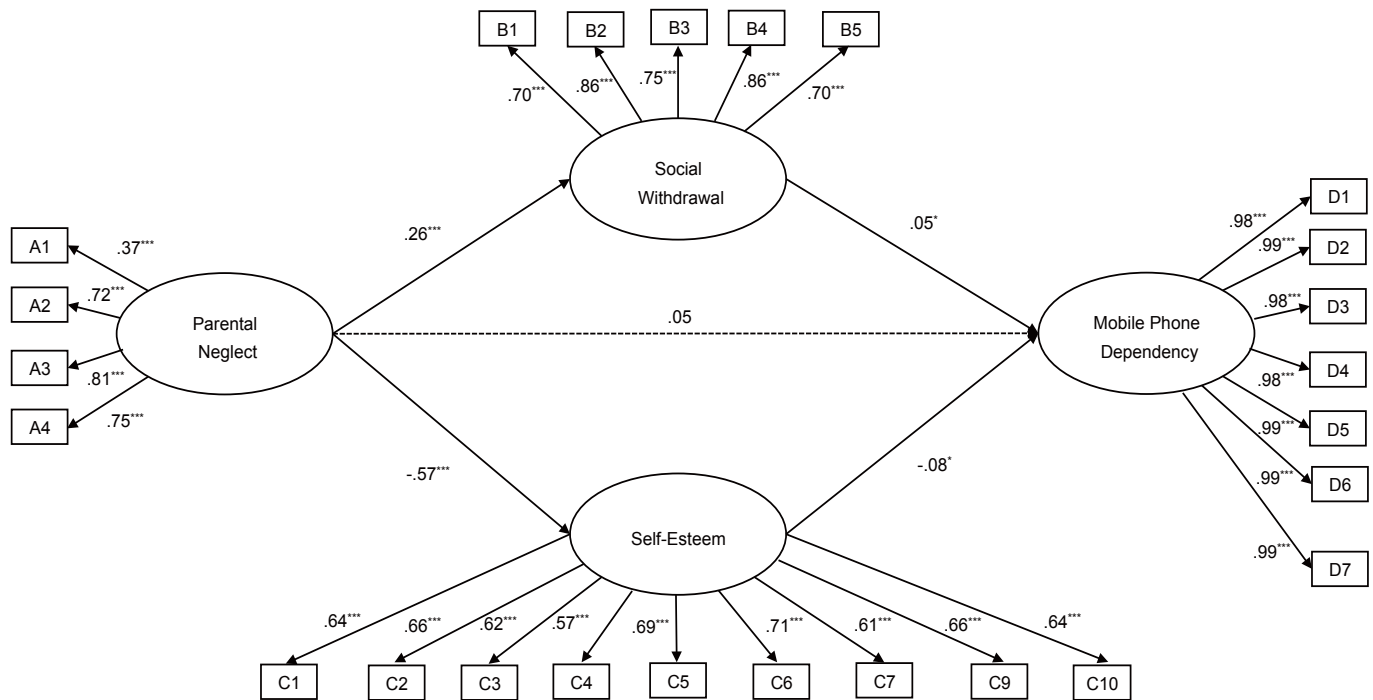 B1
B2
B3
B4
B5
.70***
.86***
.75***
.86***
.70***
Social
Withdrawal
A1
A2
A3
A4
.37***
.72***
.81***
.75***
Parental
Neglect
.26***
.05*
.05
-.57***
-.08*
Mobile Phone
Dependency
D1
D2
D3
D4
D5
D6
D7
.98***
.99***
.98***
.98***
.99***
.99***
.99***
Self-Esteem
.64***
.66***
.62***
.57***
.69***
.71***
.61***
.66***
.64***
C1
C2
C3
C4
C5
C6
C7
C9
C10